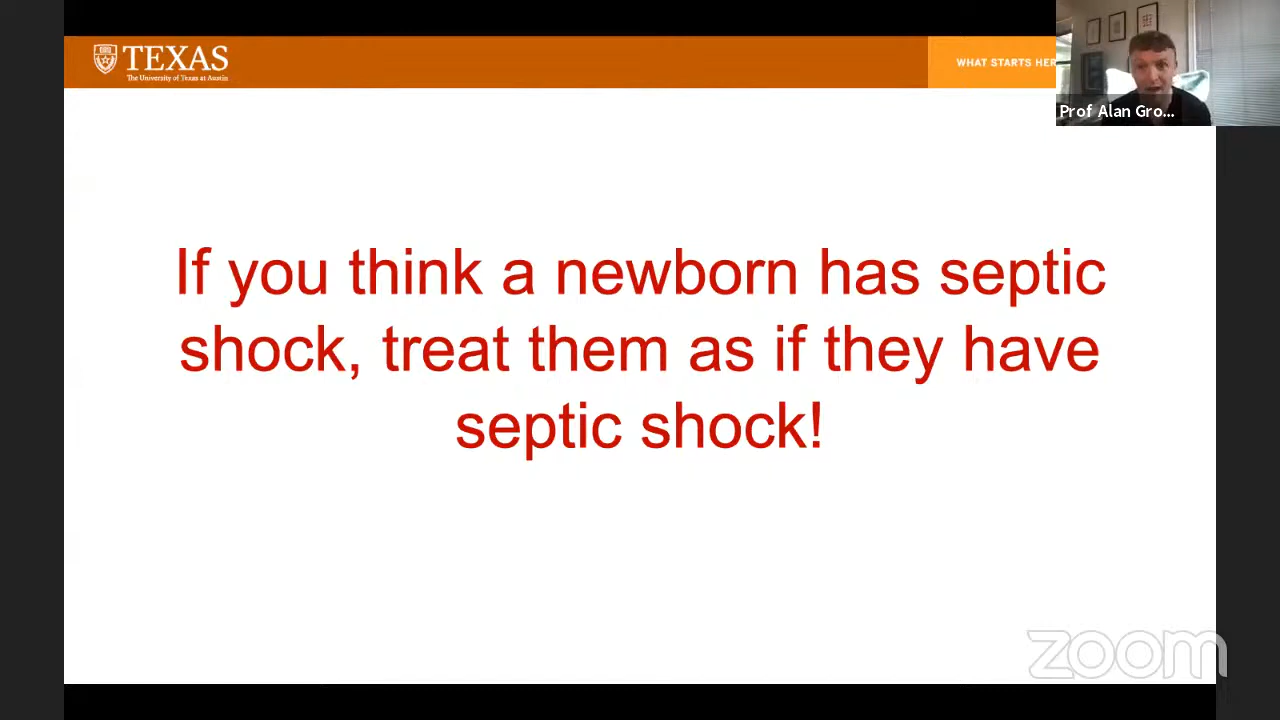 TEXAS
The University of Texas at Austin
WHAT STARTS HER
Prof Alan Gro...
If you think a newborn has septic
shock, treat them as if they have
septic shock!
zoom